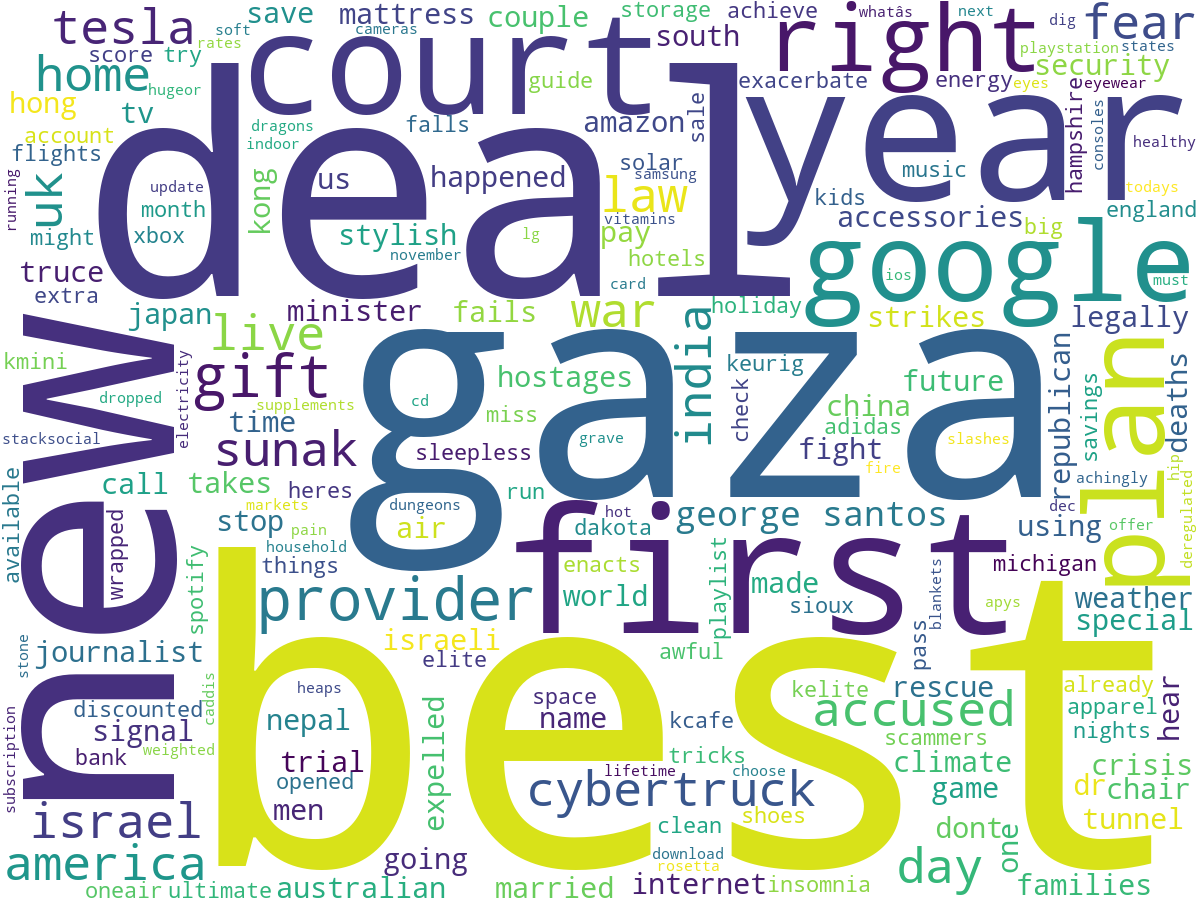 tesla
save
mattress
couple
storage
achieve
whatâs
next
dig
fear
score
try
rates
soft
cameras
court
south
right
playstation
states
home
hugeor
guide
exacerbate
energy
security
eyes
eyewear
hong
tv
account
dragons
indoor
falls
amazon
sale
deal
year
hampshire
consoles
healthy
flights
uk
update
us
happened
solar
samsung
law
music
kids
todays
running
month
kong
stylish
vitamins
pay
accessories
big
england
might
xbox
november
lg
hotels
google
ios
must
truce
extra
card
japan
minister
fails
war
holiday
strikes
legally
live
india
kmini
new
electricity
gift
gaza
hostages
keurig
future
republican
plan
savings
deaths
dropped
supplements
cd
miss
check
china
adidas
time
sunak
sleepless
grave
fight
slashes
stacksocial
call
takes
heres
run
fire
achingly
hip
available
wrapped
markets
dungeons
hot
george santos
dec
offer
deregulated
stop
pain
air
dakota
first
using
household
things
enacts
michigan
spotify
provider
world
playlist
made
sioux
blankets
apys
weather
special
stone
journalist
israeli
elite
awful
pass
caddis
heaps
best
space
kelite
rescue
already
discounted
nepal
name
kcafe
accused
apparel
hear
subscription
signal
weighted
bank
trial
expelled
tricks
scammers
nights
opened
lifetime
choose
climate
crisis
men
cybertruck
game
dr
chair
israel
shoes
clean
dont
one
tunnel
america
going
download
rosetta
day
oneair
ultimate
australian
married
internet
insomnia
families